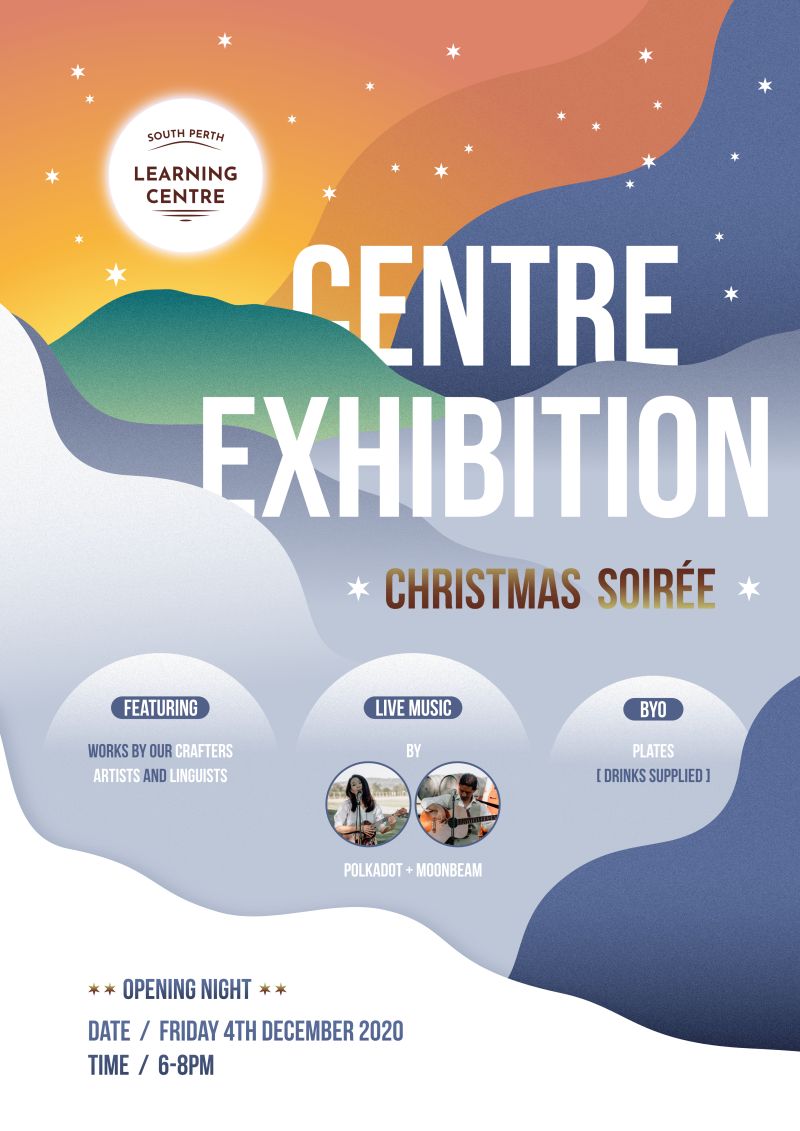 SOUTH PERTH
LEARNING
CENTRE
CENTRE
EXHIBITION
CHRISTMAS SOIRÉE
FEATURING
WORKS BY OUR CRAFTERS
ARTISTS AND LINGUISTS
LIVE MUSIC
BY
POLKADOT + MOONBEAM
BYO
PLATES
[ DRINKS SUPPLIED ]
OPENING NIGHT
DATE / FRIDAY 4TH DECEMBER 2020
TIME / 6-8PM